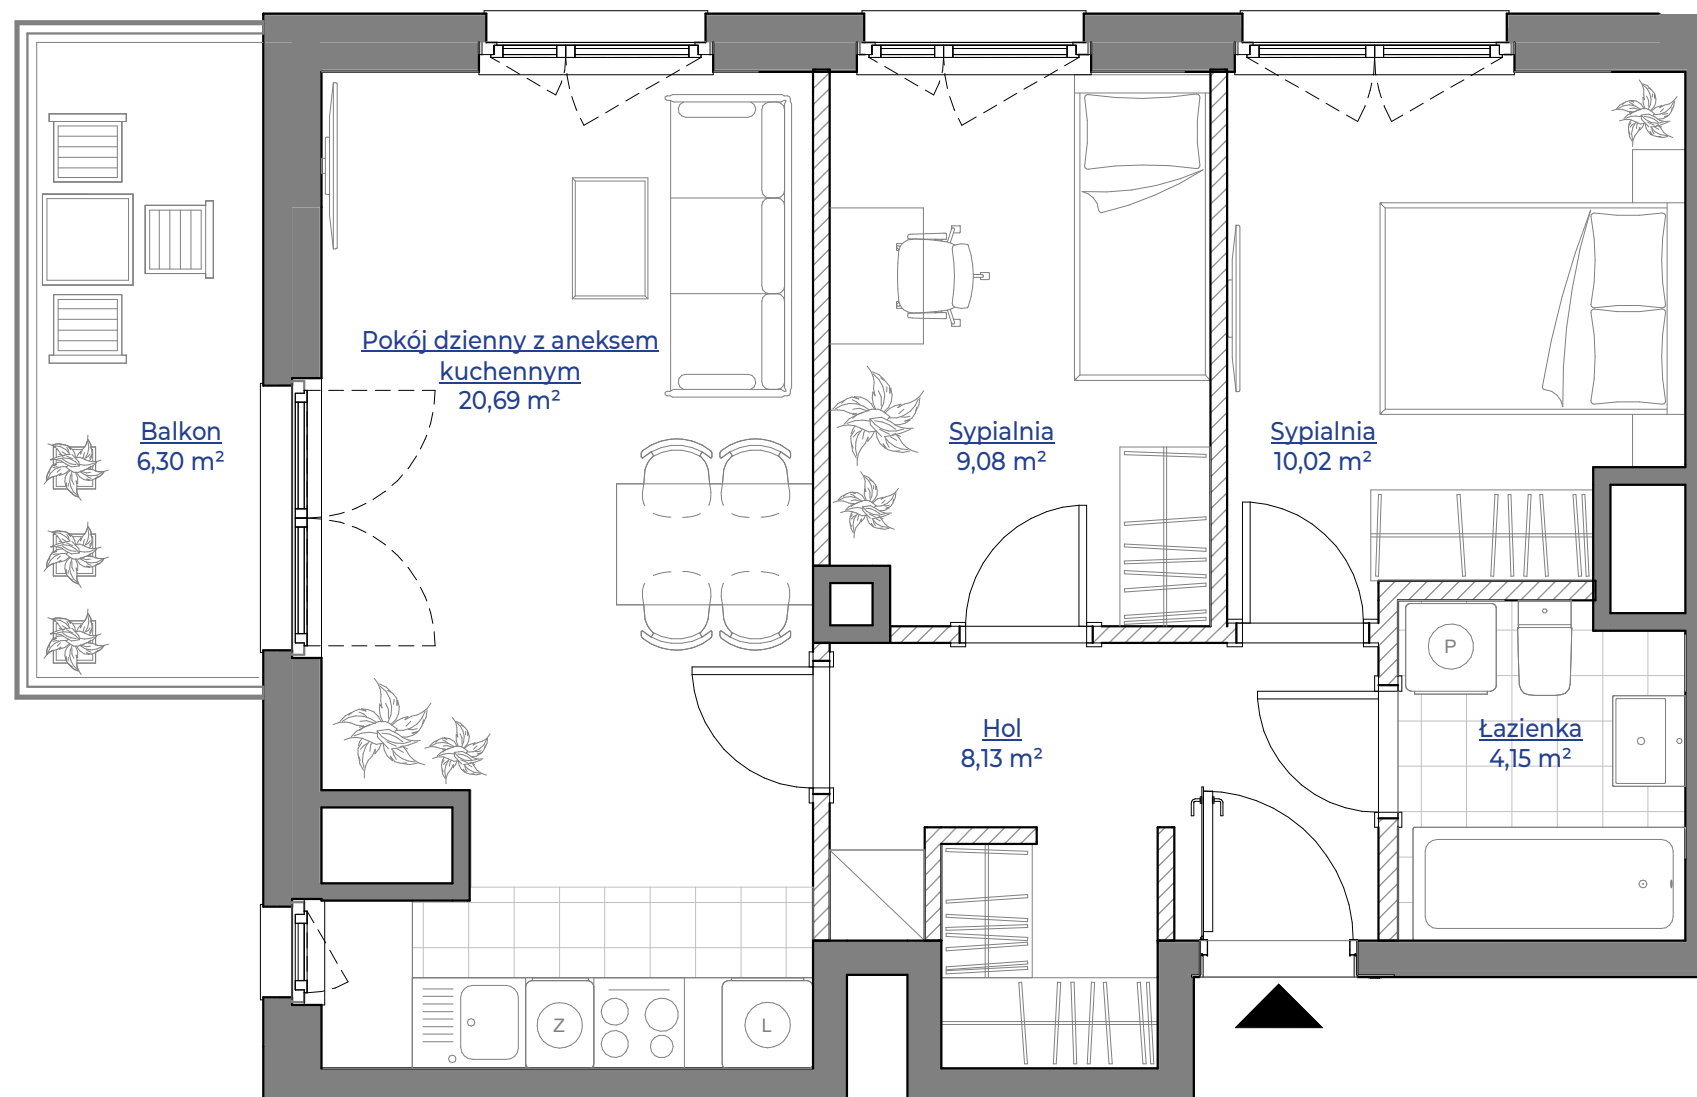 Pokój dzienny z aneksem
kuchennym
20,69 m²
Balkon
6,30 m²
Sypialnia
9,08 m²
Sypialnia
10,02 m²
P
Hol
8,13 m²
Łazienka
4,15 m²
Z
L